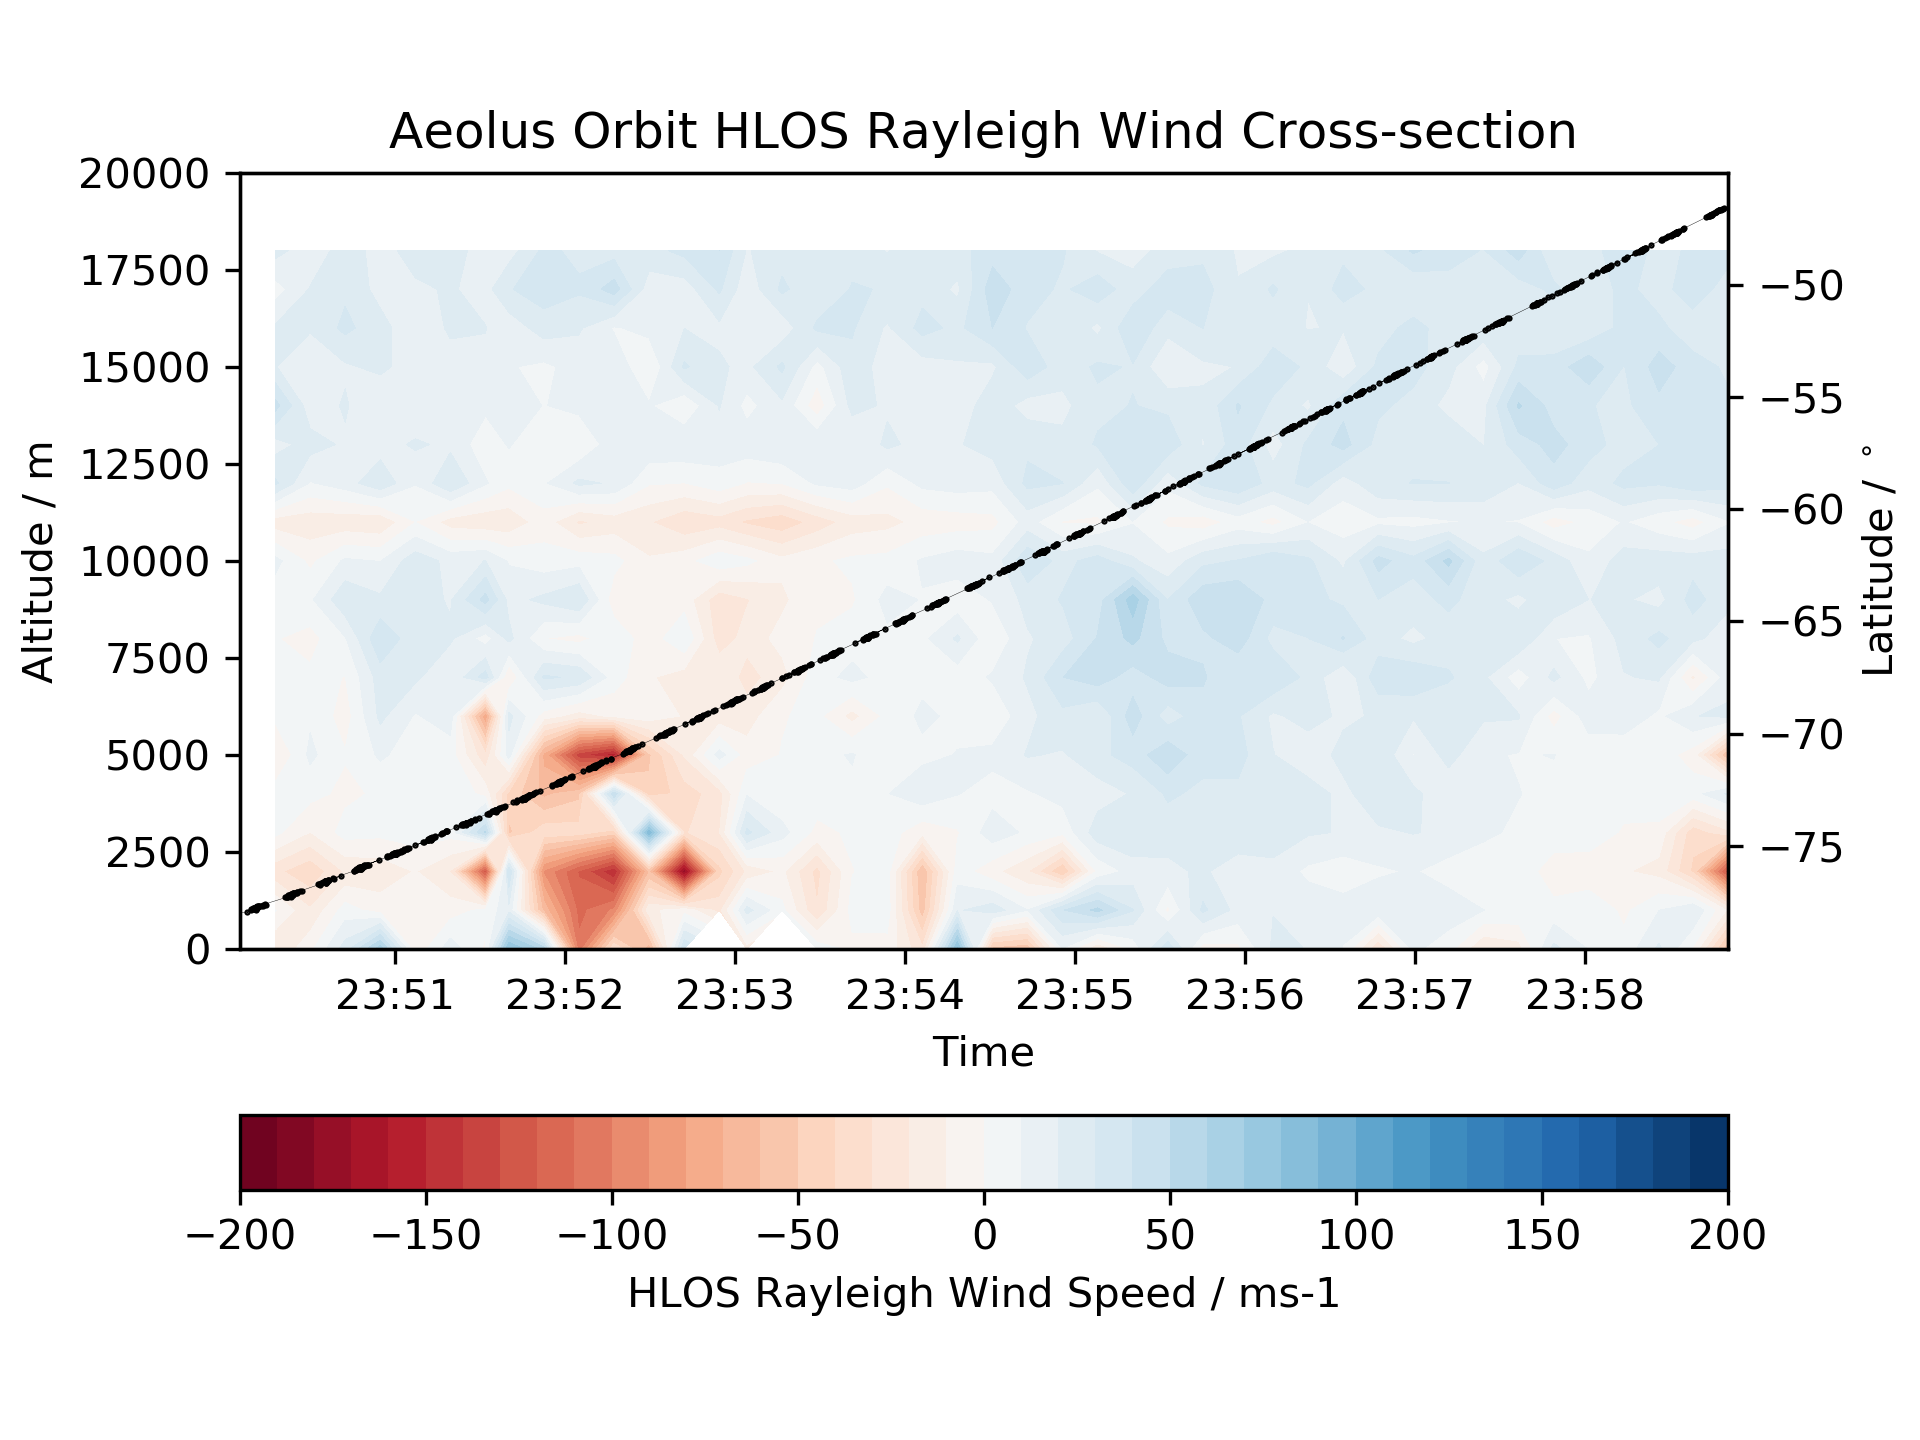 Aeolus Orbit HLOS Rayleigh Wind Cross-section
20000
17500
15000
12500
10000
7500
5000
2500
0
Altitude / m
−50
−55
−60
−65
−70
−75
Latitude / °
23:51 23:52 23:53 23:54 23:55 23:56 23:57 23:58
Time
−200 −150 −100 −50 0 50 100 150 200
HLOS Rayleigh Wind Speed / ms-1